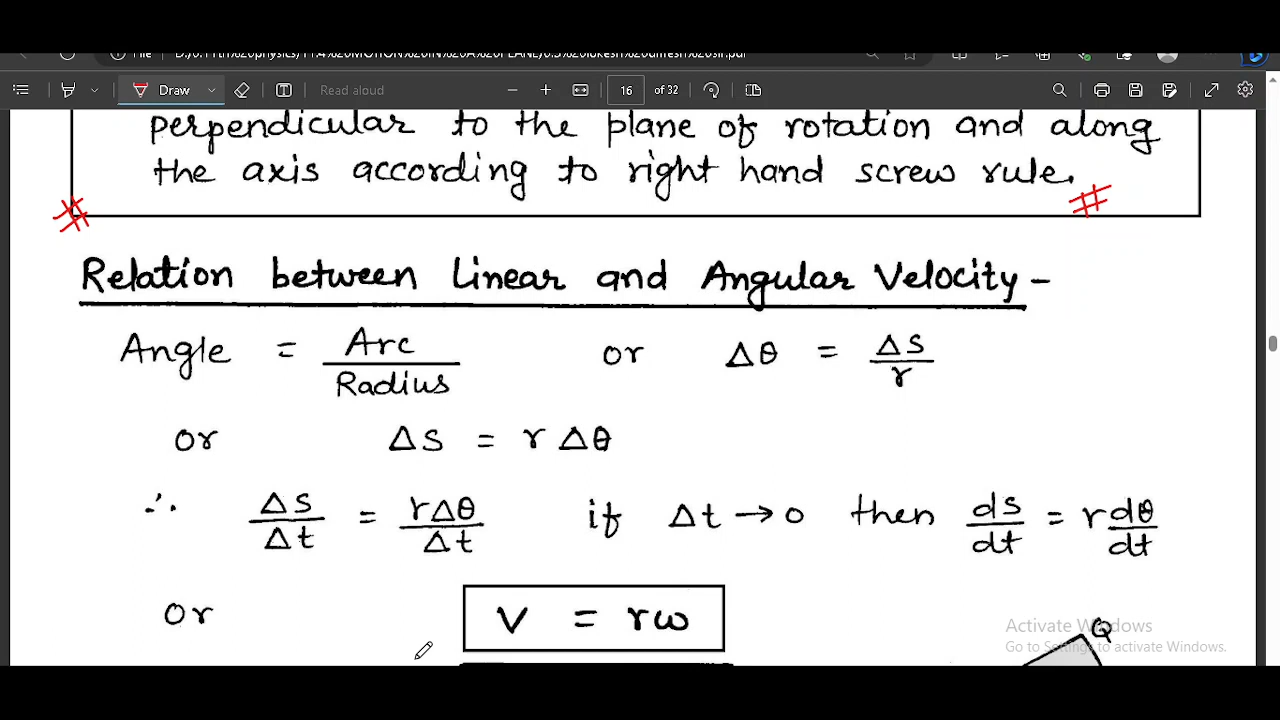 File
Draw
Read aloud
16 of 32
perpendicular to the plane of rotation and along
the axis according to right hand screw rule.
# #
Relation between Linear and Angular Velocity -
Angle = Arc / Radius or Δθ = Δs / r
or Δs = r Δθ
∴ Δs / Δt = rΔθ / Δt if Δt → 0 then ds / dt = r dθ / dt
or V = rω
Q
Activate Windows
Go to Settings to activate Windows.